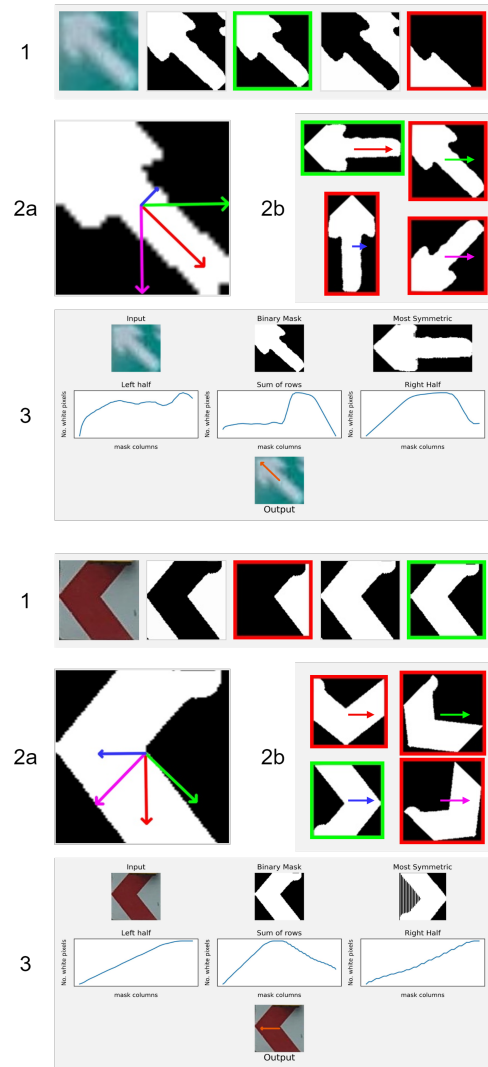 1
2a
2b
3
Input
Binary Mask
Most Symmetric
Left half
Sum of rows
Right Half
No. white pixels
No. white pixels
No. white pixels
mask columns
mask columns
mask columns
Output
1
2a
2b
3
Input
Binary Mask
Most Symmetric
Left half
Sum of rows
Right Half
No. white pixels
No. white pixels
No. white pixels
mask columns
mask columns
mask columns
Output